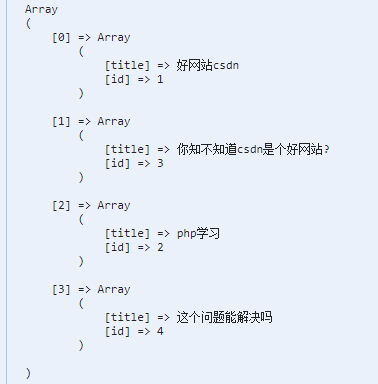 Array
(
    [0] => Array
        (
            [title] => 好网站csdn
            [id] => 1
        )

    [1] => Array
        (
            [title] => 你知不知道csdn是个好网站?
            [id] => 3
        )

    [2] => Array
        (
            [title] => php学习
            [id] => 2
        )

    [3] => Array
        (
            [title] => 这个问题能解决吗
            [id] => 4
        )

)